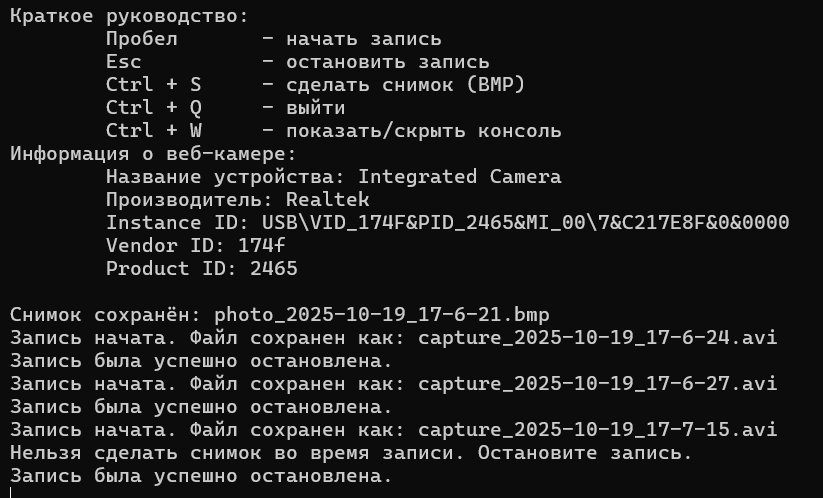 Краткое руководство:
Пробел - начать запись
Esc - остановить запись
Ctrl + S - сделать снимок (BMP)
Ctrl + Q - выйти
Ctrl + W - показать/скрыть консоль
Информация о веб-камере:
Название устройства: Integrated Camera
Производитель: Realtek
Instance ID: USB\VID_174F&PID_2465&MI_00\7&C217E8F&0&0000
Vendor ID: 174f
Product ID: 2465
Снимок сохранён: photo_2025-10-19_17-6-21.bmp
Запись начата. Файл сохранен как: capture_2025-10-19_17-6-24.avi
Запись была успешно остановлена.
Запись начата. Файл сохранен как: capture_2025-10-19_17-6-27.avi
Запись была успешно остановлена.
Запись начата. Файл сохранен как: capture_2025-10-19_17-7-15.avi
Нельзя сделать снимок во время записи. Остановите запись.
Запись была успешно остановлена.